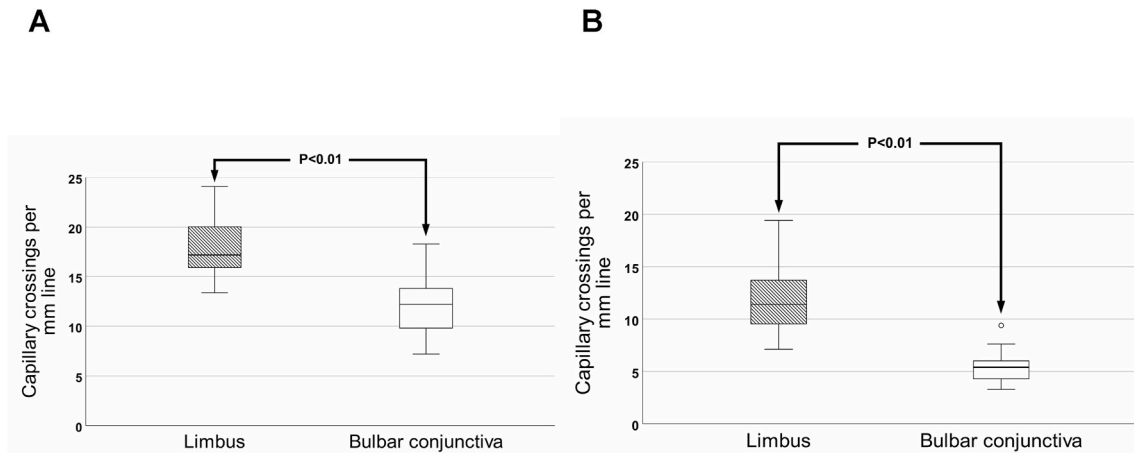 A
P<0.01
25
20
15
10
5
0
Capillary crossings per
mm line
Limbus
Bulbar conjunctiva
B
P<0.01
25
20
15
10
5
0
Capillary crossings per
mm line
Limbus
Bulbar conjunctiva